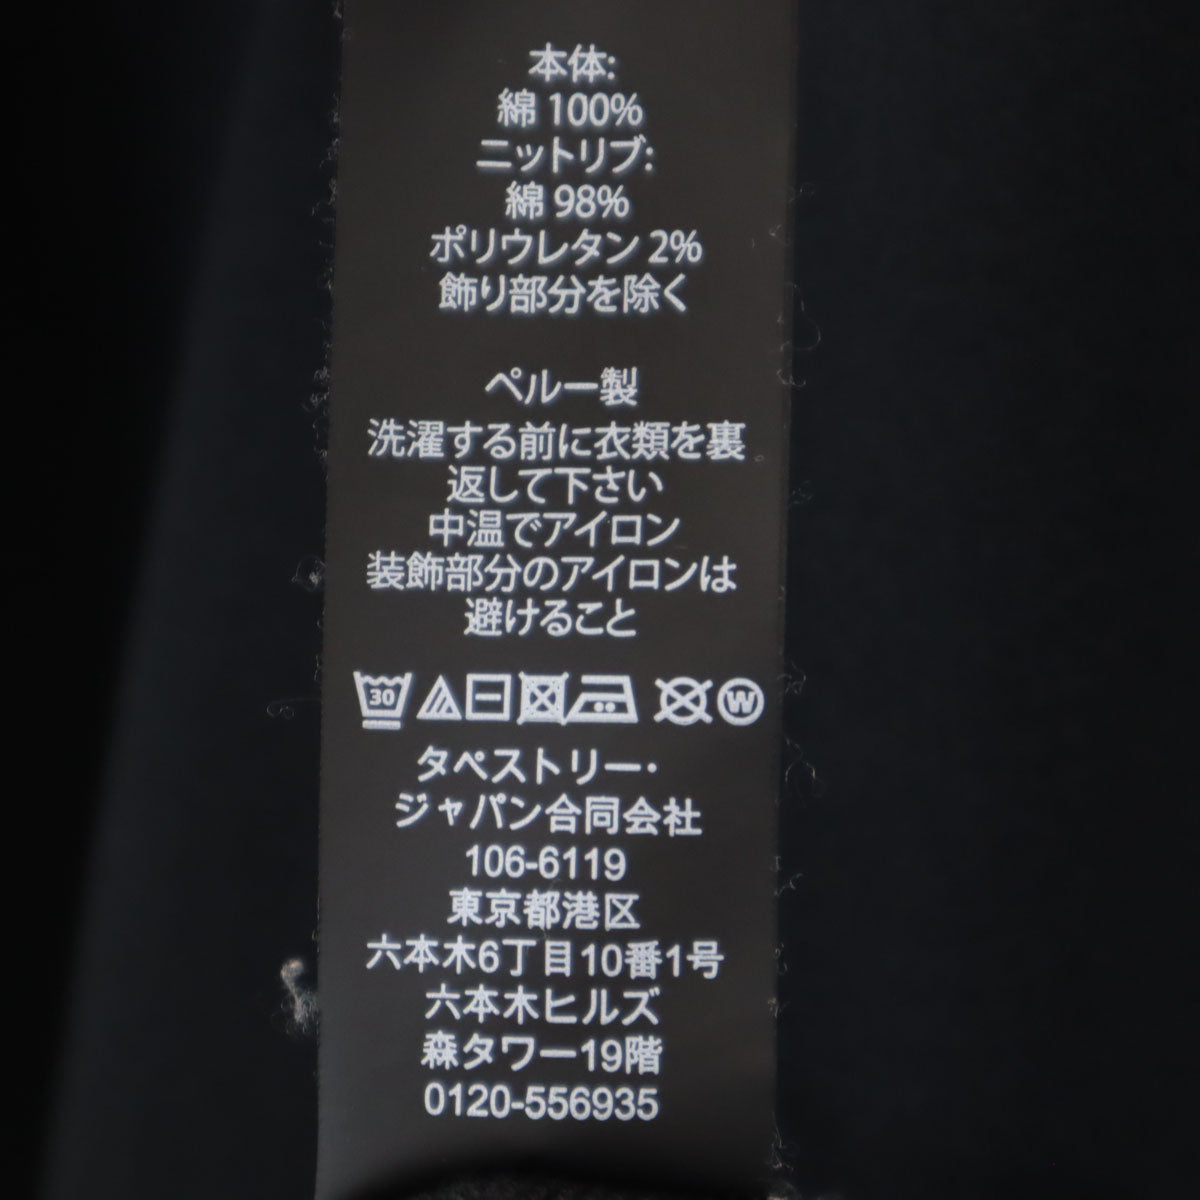 本体:
綿 100%
ニットリブ:
綿 98%
ポリウレタン 2%
飾り部分を除く
ペルー製
洗濯する前に衣類を裏
返して下さい
中温でアイロン
装飾部分のアイロンは
避けること
30 W
タペストリー・
ジャパン合同会社
106-6119
東京都港区
六本木6丁目10番1号
六本木ヒルズ
森タワー19階
0120-556935